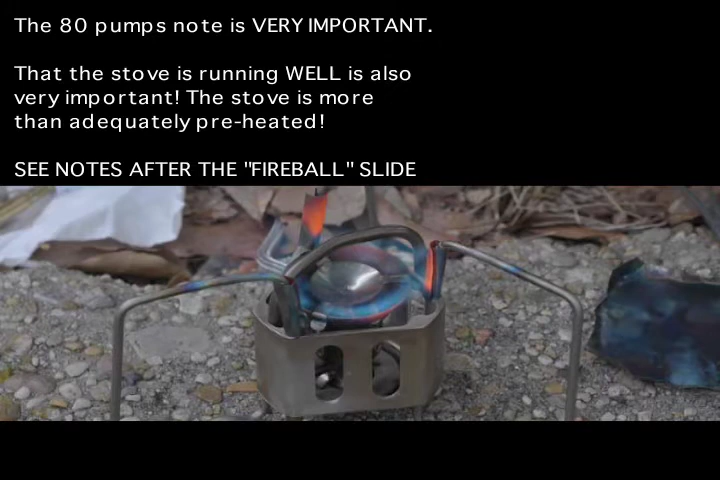 The 80 pumps note is VERY IMPORTANT.
That the stove is running WELL is also
very important! The stove is more
than adequately pre-heated!
SEE NOTES AFTER THE "FIREBALL" SLIDE